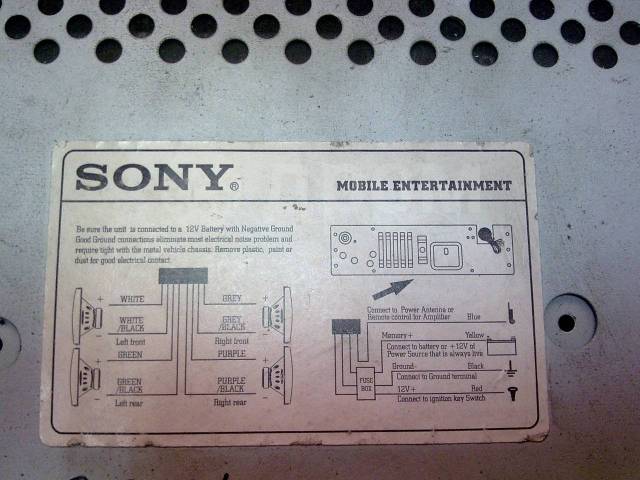 SONY®
MOBILE ENTERTAINMENT
Be sure the unit is connected to a 12V Battery with Negative Ground
Good Ground connections eliminate most electrical noise problem and
require tight with the metal vehicle chassis. Remove plastic, paint or
dust for good electrical contact.
+ WHITE
- WHITE
/BLACK
Left front
GREY +
GREY
/BLACK -
Right front
+ GREEN
- GREEN
/BLACK
Left rear
PURPLE +
PURPLE
/BLACK -
Right rear
Connect to Power Antenna or
Remote control for Amplifier Blue
Memory+ Yellow
Connect to battery or +12V of
Power Source that is always live
Ground- Black
Connect to Ground terminal
FUSE
BOX
12V+ Red
Connect to ignition key Switch